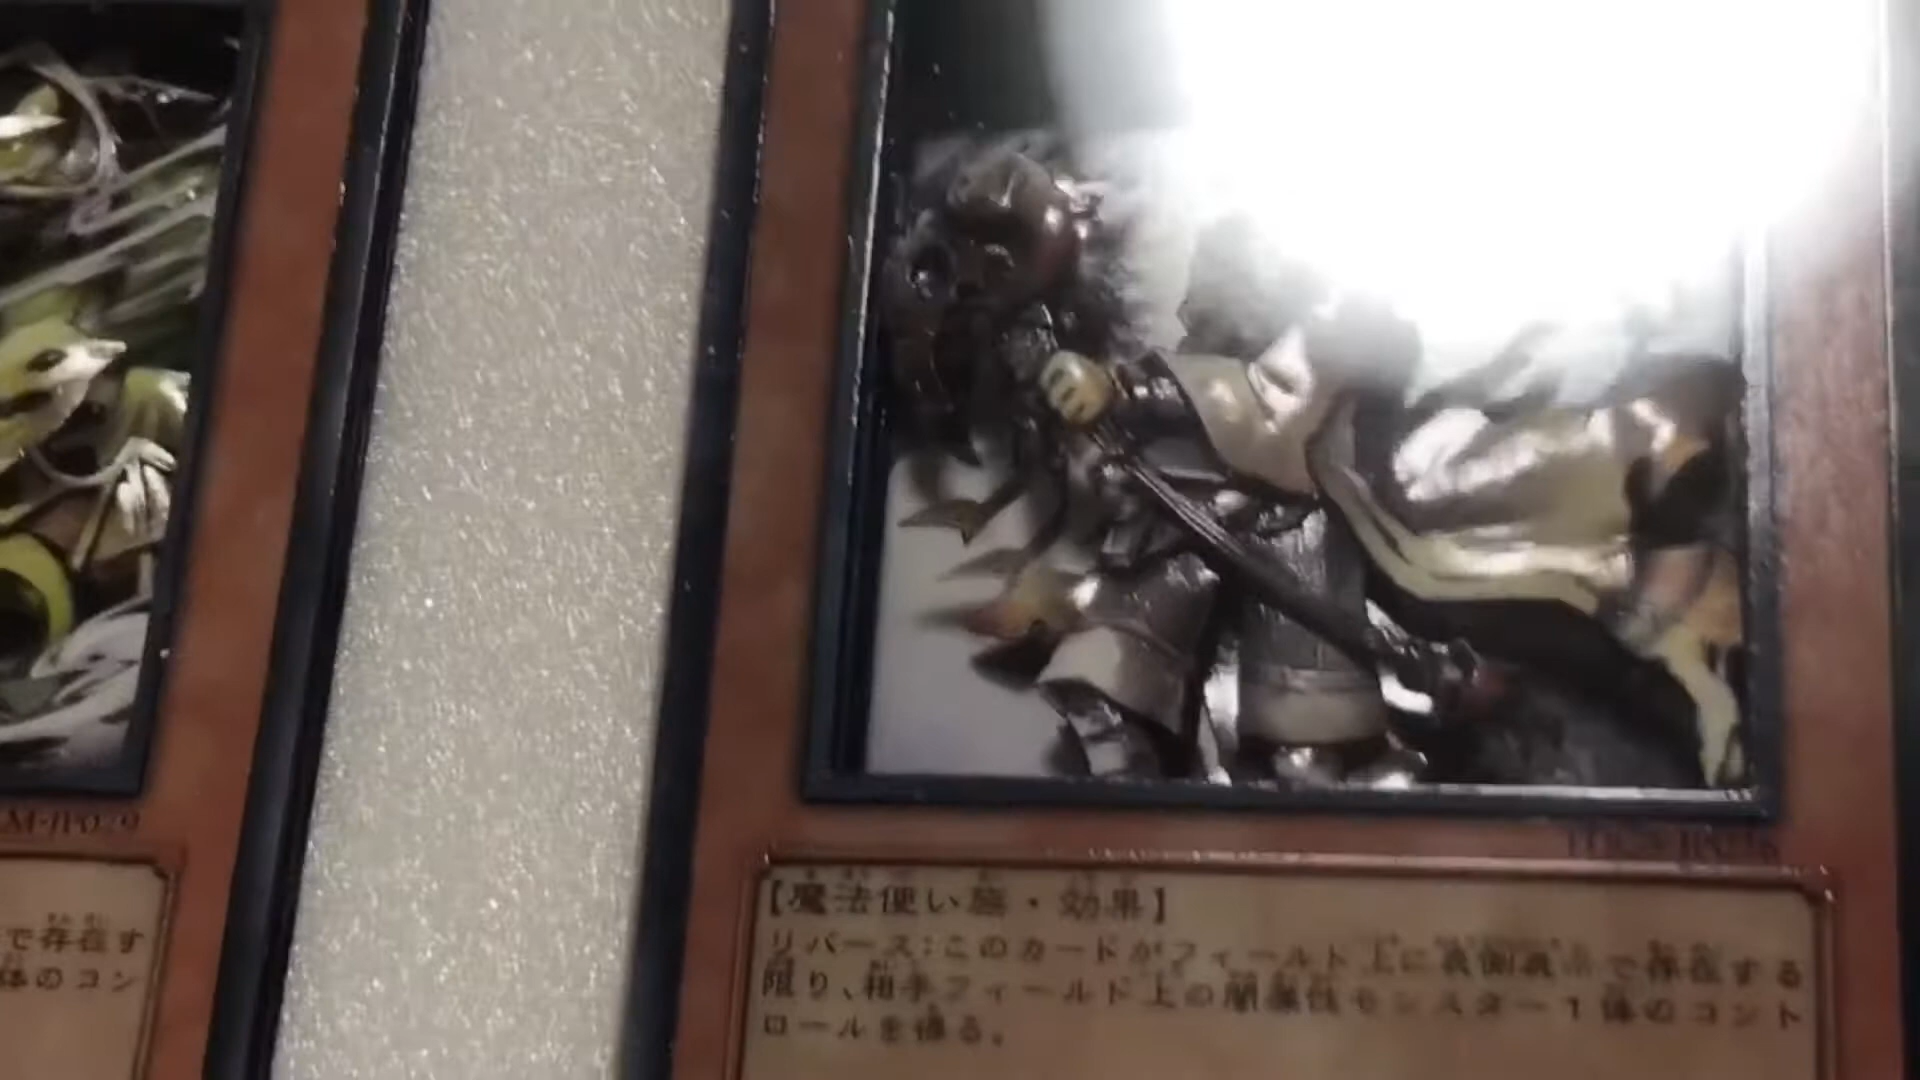 M-JP029
で存在す
体のコン
【魔法使い族・効果】
リバース：このカードがフィールド上に表側表示で存在する
限り、相手フィールド上の闇属性モンスター１体のコント
ロールを得る。